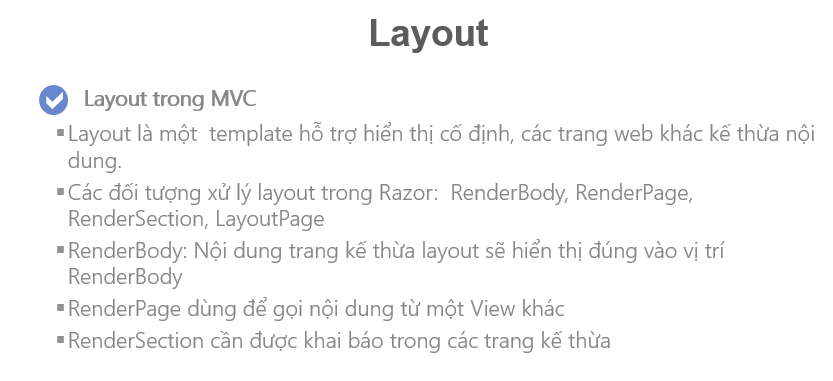 Layout
Layout trong MVC
▪Layout là một  template hỗ trợ hiển thị cố định, các trang web khác kế thừa nội
dung.
▪Các đối tượng xử lý layout trong Razor:  RenderBody, RenderPage,
RenderSection, LayoutPage
▪RenderBody: Nội dung trang kế thừa layout sẽ hiển thị đúng vào vị trí
RenderBody
▪RenderPage dùng để gọi nội dung từ một View khác
▪RenderSection cần được khai báo trong các trang kế thừa